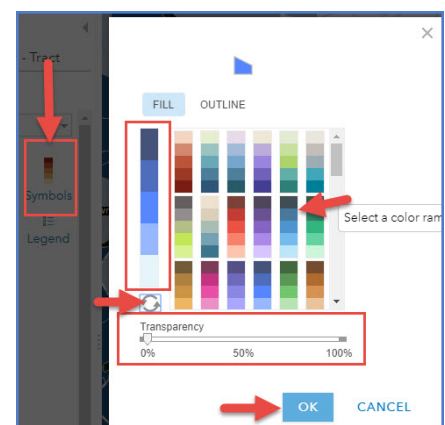 - Tract
×
FILL OUTLINE
Symbols
Legend
Select a color ram
Transparency
0% 50% 100%
OK CANCEL